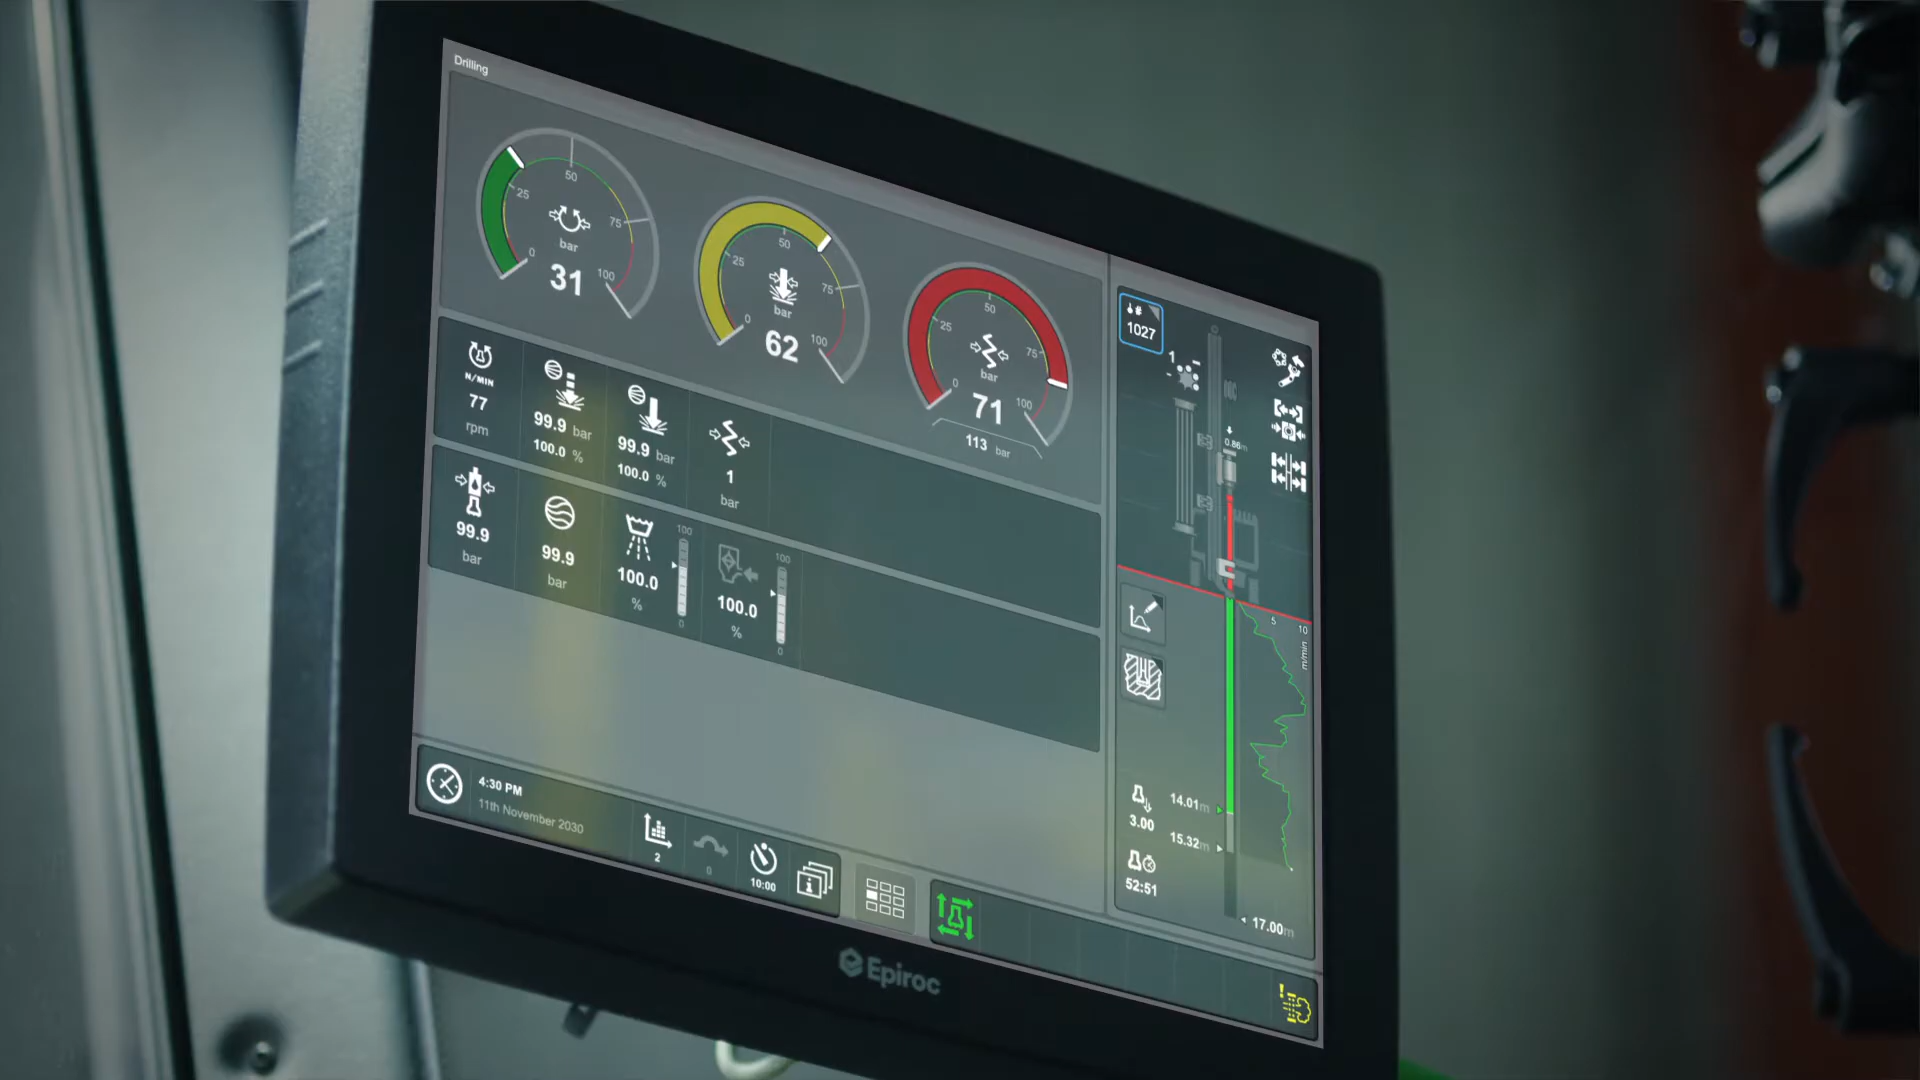 Drilling
0
25
50
75
100
bar
31
0
25
50
75
100
bar
62
0
25
50
75
100
bar
71
113 bar
N/MIN
77
rpm
99.9 bar
100.0 %
99.9 bar
100.0 %
1
bar
99.9
bar
99.9
bar
100.0
%
100
0
100.0
%
100
0
1027
1
0.86m
5
10
m/min
14.01m
3.00
15.32m
52:51
17.00m
4:30 PM
11th November 2030
2
0
10:00
Epiroc